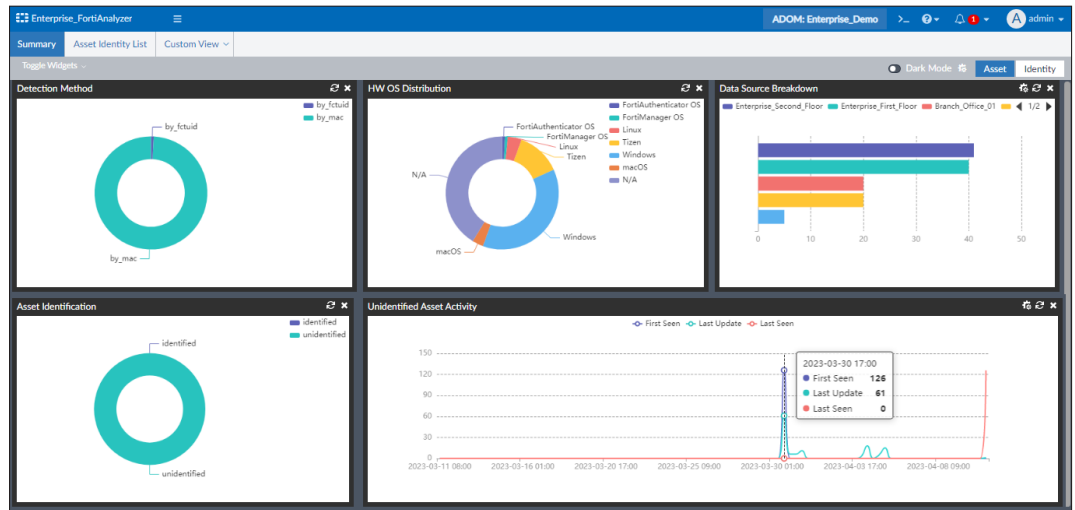 Enterprise_FortiAnalyzer
ADOM: Enterprise_Demo
>_
?
1
A admin
Summary
Asset Identity List
Custom View
Toggle Widgets
Dark Mode
Asset
Identity
Detection Method
by_fctuid
by_mac
by_fctuid
by_mac
HW OS Distribution
FortiAuthenticator OS
FortiManager OS
Linux
Tizen
Windows
macOS
N/A
FortiAuthenticator OS
FortiManager OS
Linux
Tizen
N/A
Windows
macOS
Data Source Breakdown
Enterprise_Second_Floor Enterprise_First_Floor Branch_Office_01 1/2
0 10 20 30 40 50
Asset Identification
identified
unidentified
identified
unidentified
Unidentified Asset Activity
First Seen Last Update Last Seen
150
120
90
60
30
0
2023-03-11 08:00 2023-03-16 01:00 2023-03-20 17:00 2023-03-25 09:00 2023-03-30 01:00 2023-04-03 17:00 2023-04-08 09:00
2023-03-30 17:00
First Seen 126
Last Update 61
Last Seen 0